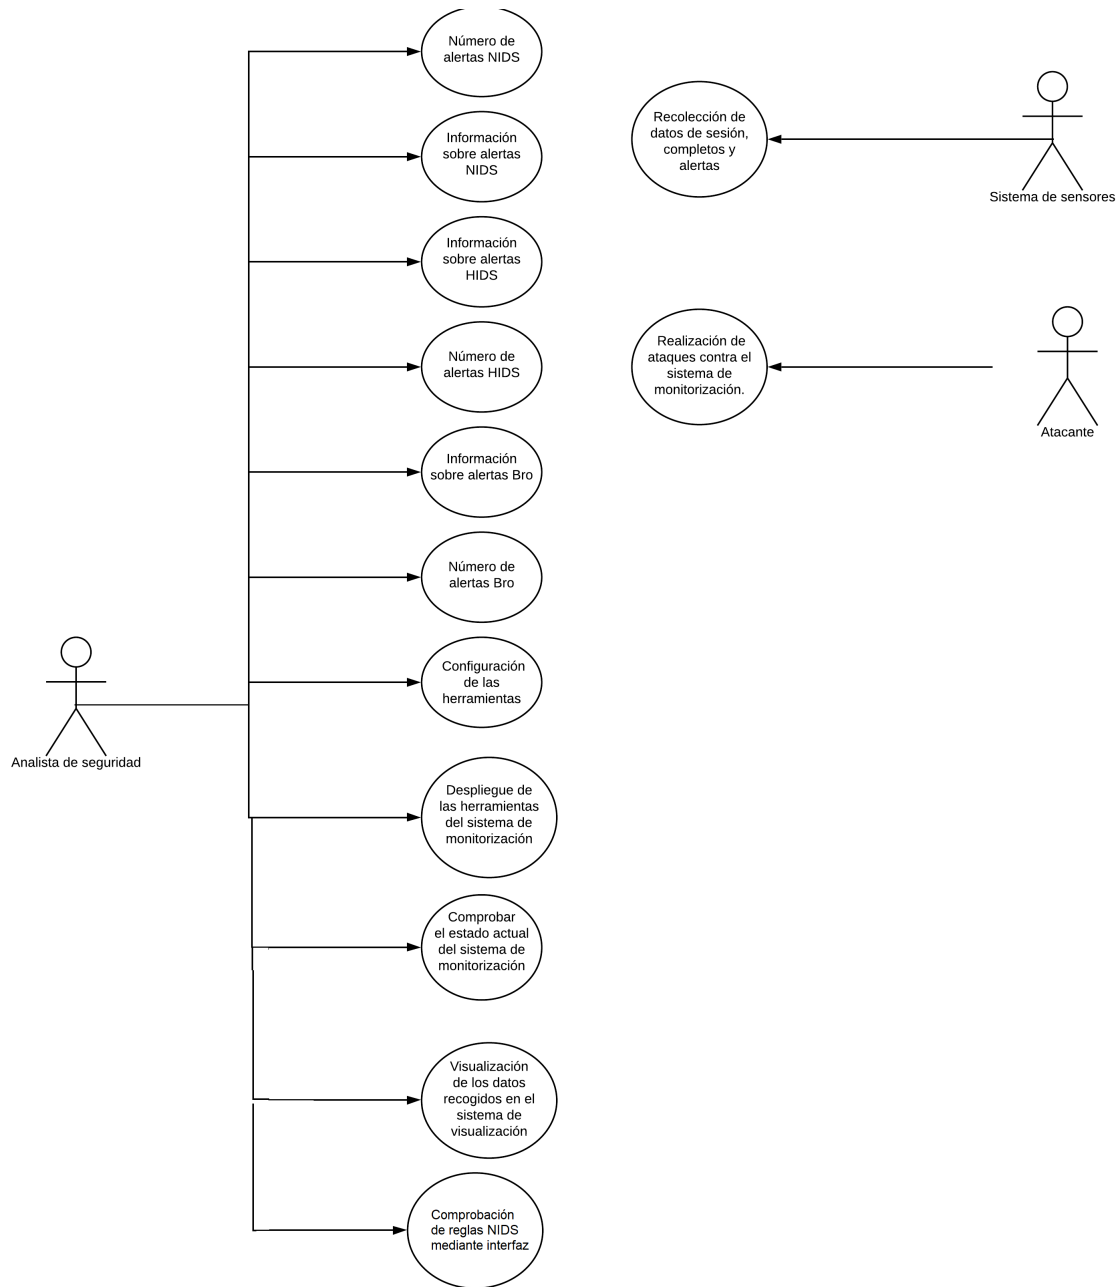 Número de
alertas NIDS
Información
sobre alertas
NIDS
Información
sobre alertas
HIDS
Número de
alertas HIDS
Información
sobre alertas Bro
Número de
alertas Bro
Configuración
de las
herramientas
Despliegue de
las herramientas
del sistema de
monitorización
Comprobar
el estado actual
del sistema de
monitorización
Visualización
de los datos
recogidos en el
sistema de
visualización
Comprobación
de reglas NIDS
mediante interfaz
Analista de seguridad
Recolección de
datos de sesión,
completos y
alertas
Sistema de sensores
Realización de
ataques contra el
sistema de
monitorización.
Atacante